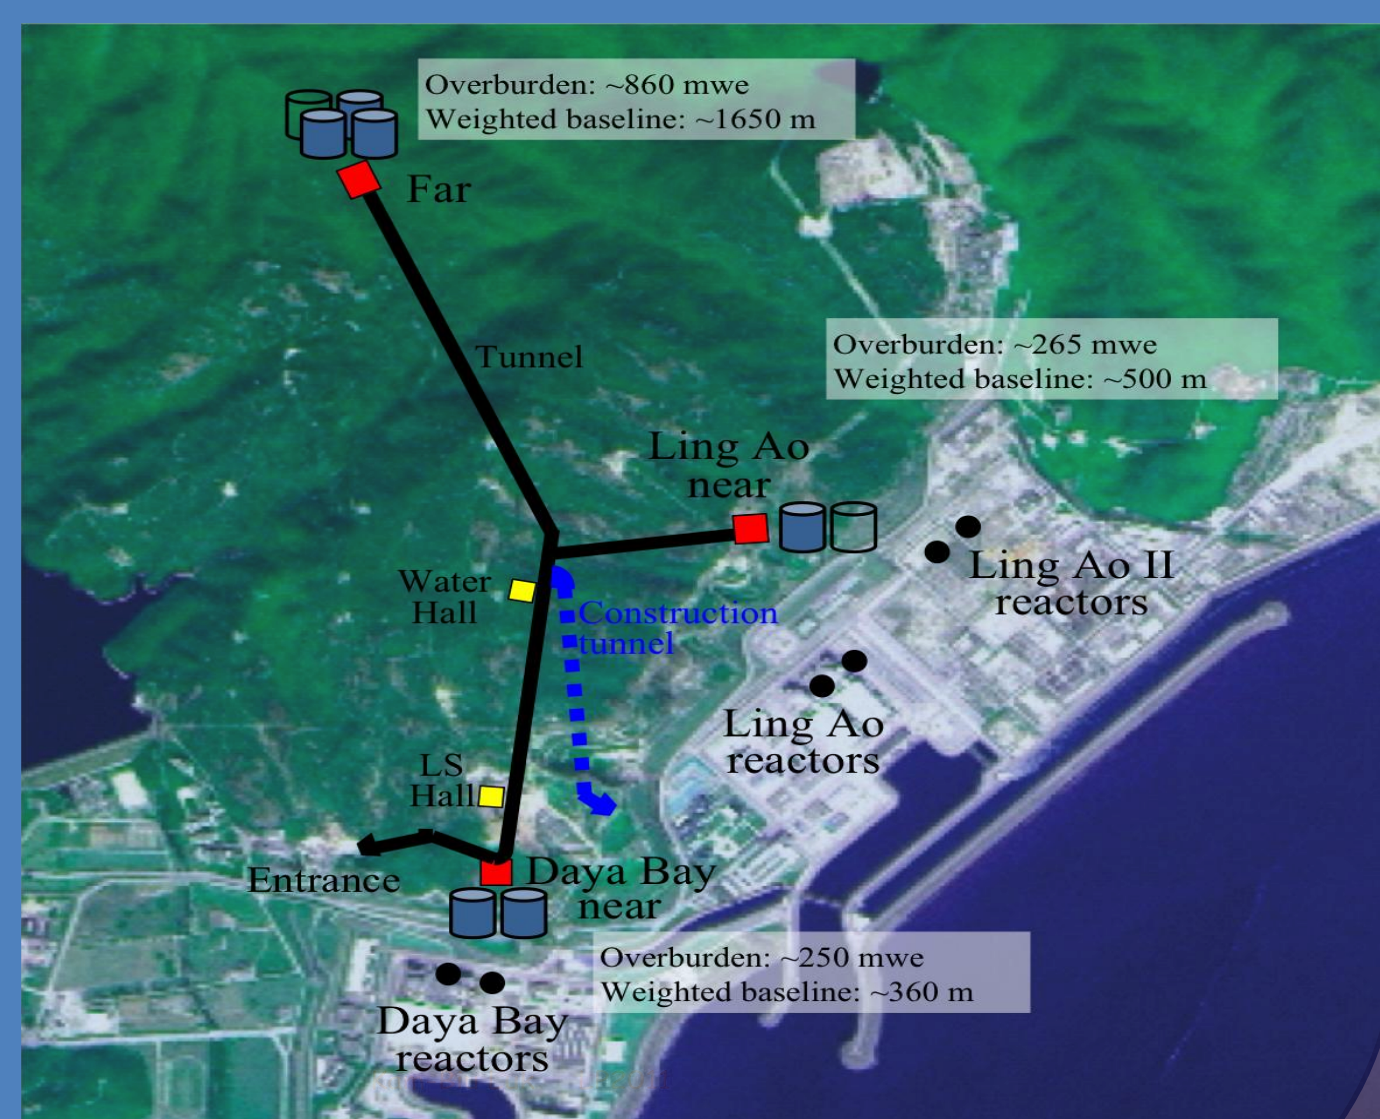 Overburden: ~860 mwe
Weighted baseline: ~1650 m
Far
Tunnel
Overburden: ~265 mwe
Weighted baseline: ~500 m
Ling Ao
near
Ling Ao II
reactors
Water
Hall
Construction
tunnel
Ling Ao
reactors
LS
Hall
Entrance
Daya Bay
near
Overburden: ~250 mwe
Weighted baseline: ~360 m
Daya Bay
reactors